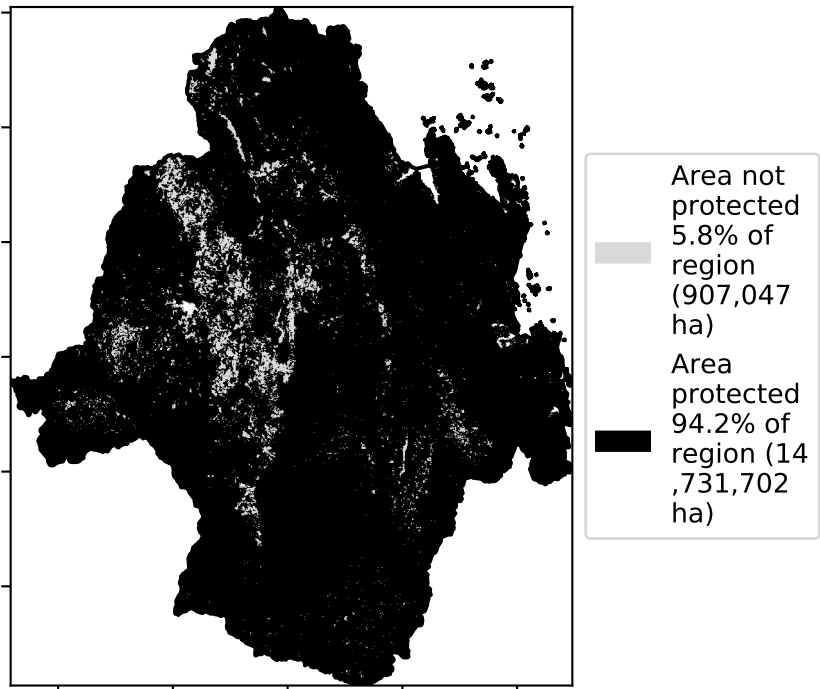 Area not
protected
5.8% of
region
(907,047
ha)
Area
protected
94.2% of
region (14
,731,702
ha)